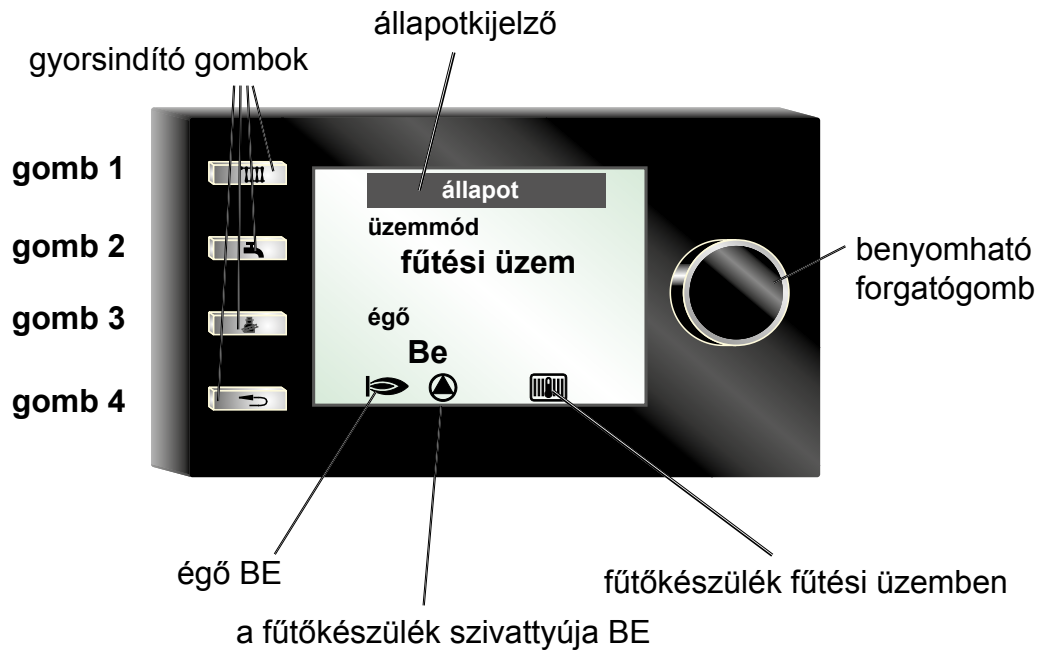 állapotkijelző
gyorsindító gombok
gomb 1
gomb 2
gomb 3
gomb 4
állapot
üzemmód
fűtési üzem
égő
Be
benyomható
forgatógomb
égő BE
fűtőkészülék fűtési üzemben
a fűtőkészülék szivattyúja BE